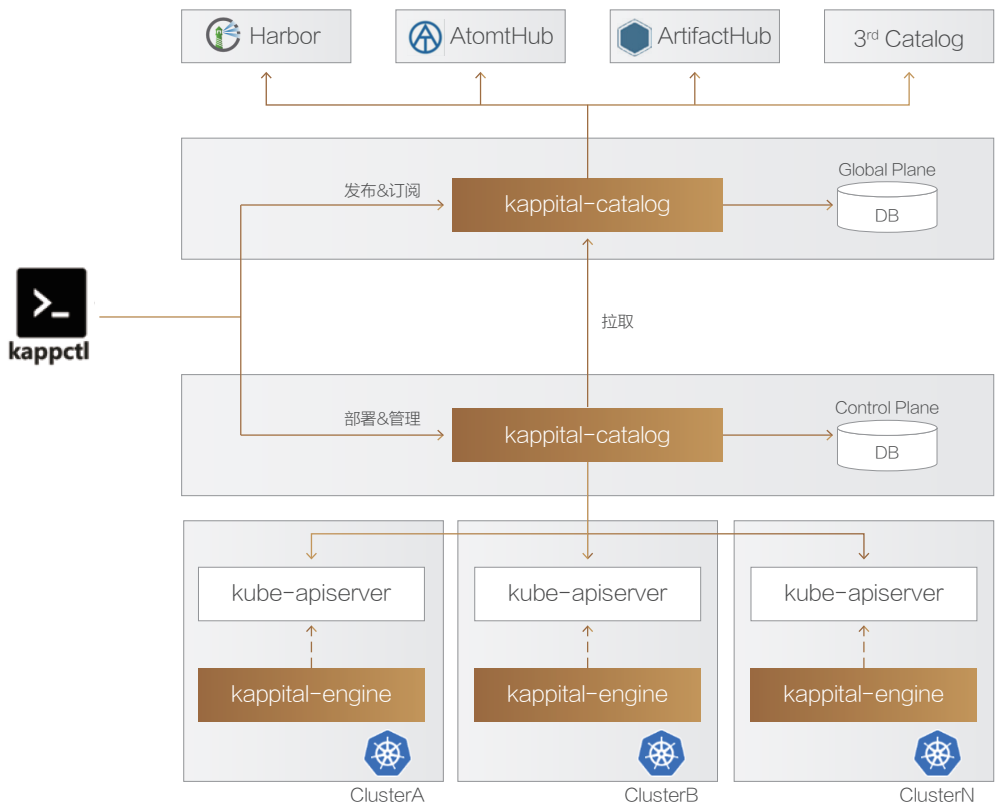 Harbor
AtomtHub
ArtifactHub
3rd Catalog
Global Plane
发布&订阅
kappital-catalog
DB
>_
kappctl
拉取
Control Plane
部署&管理
kappital-catalog
DB
kube-apiserver
kube-apiserver
kube-apiserver
kappital-engine
kappital-engine
kappital-engine
ClusterA
ClusterB
ClusterN